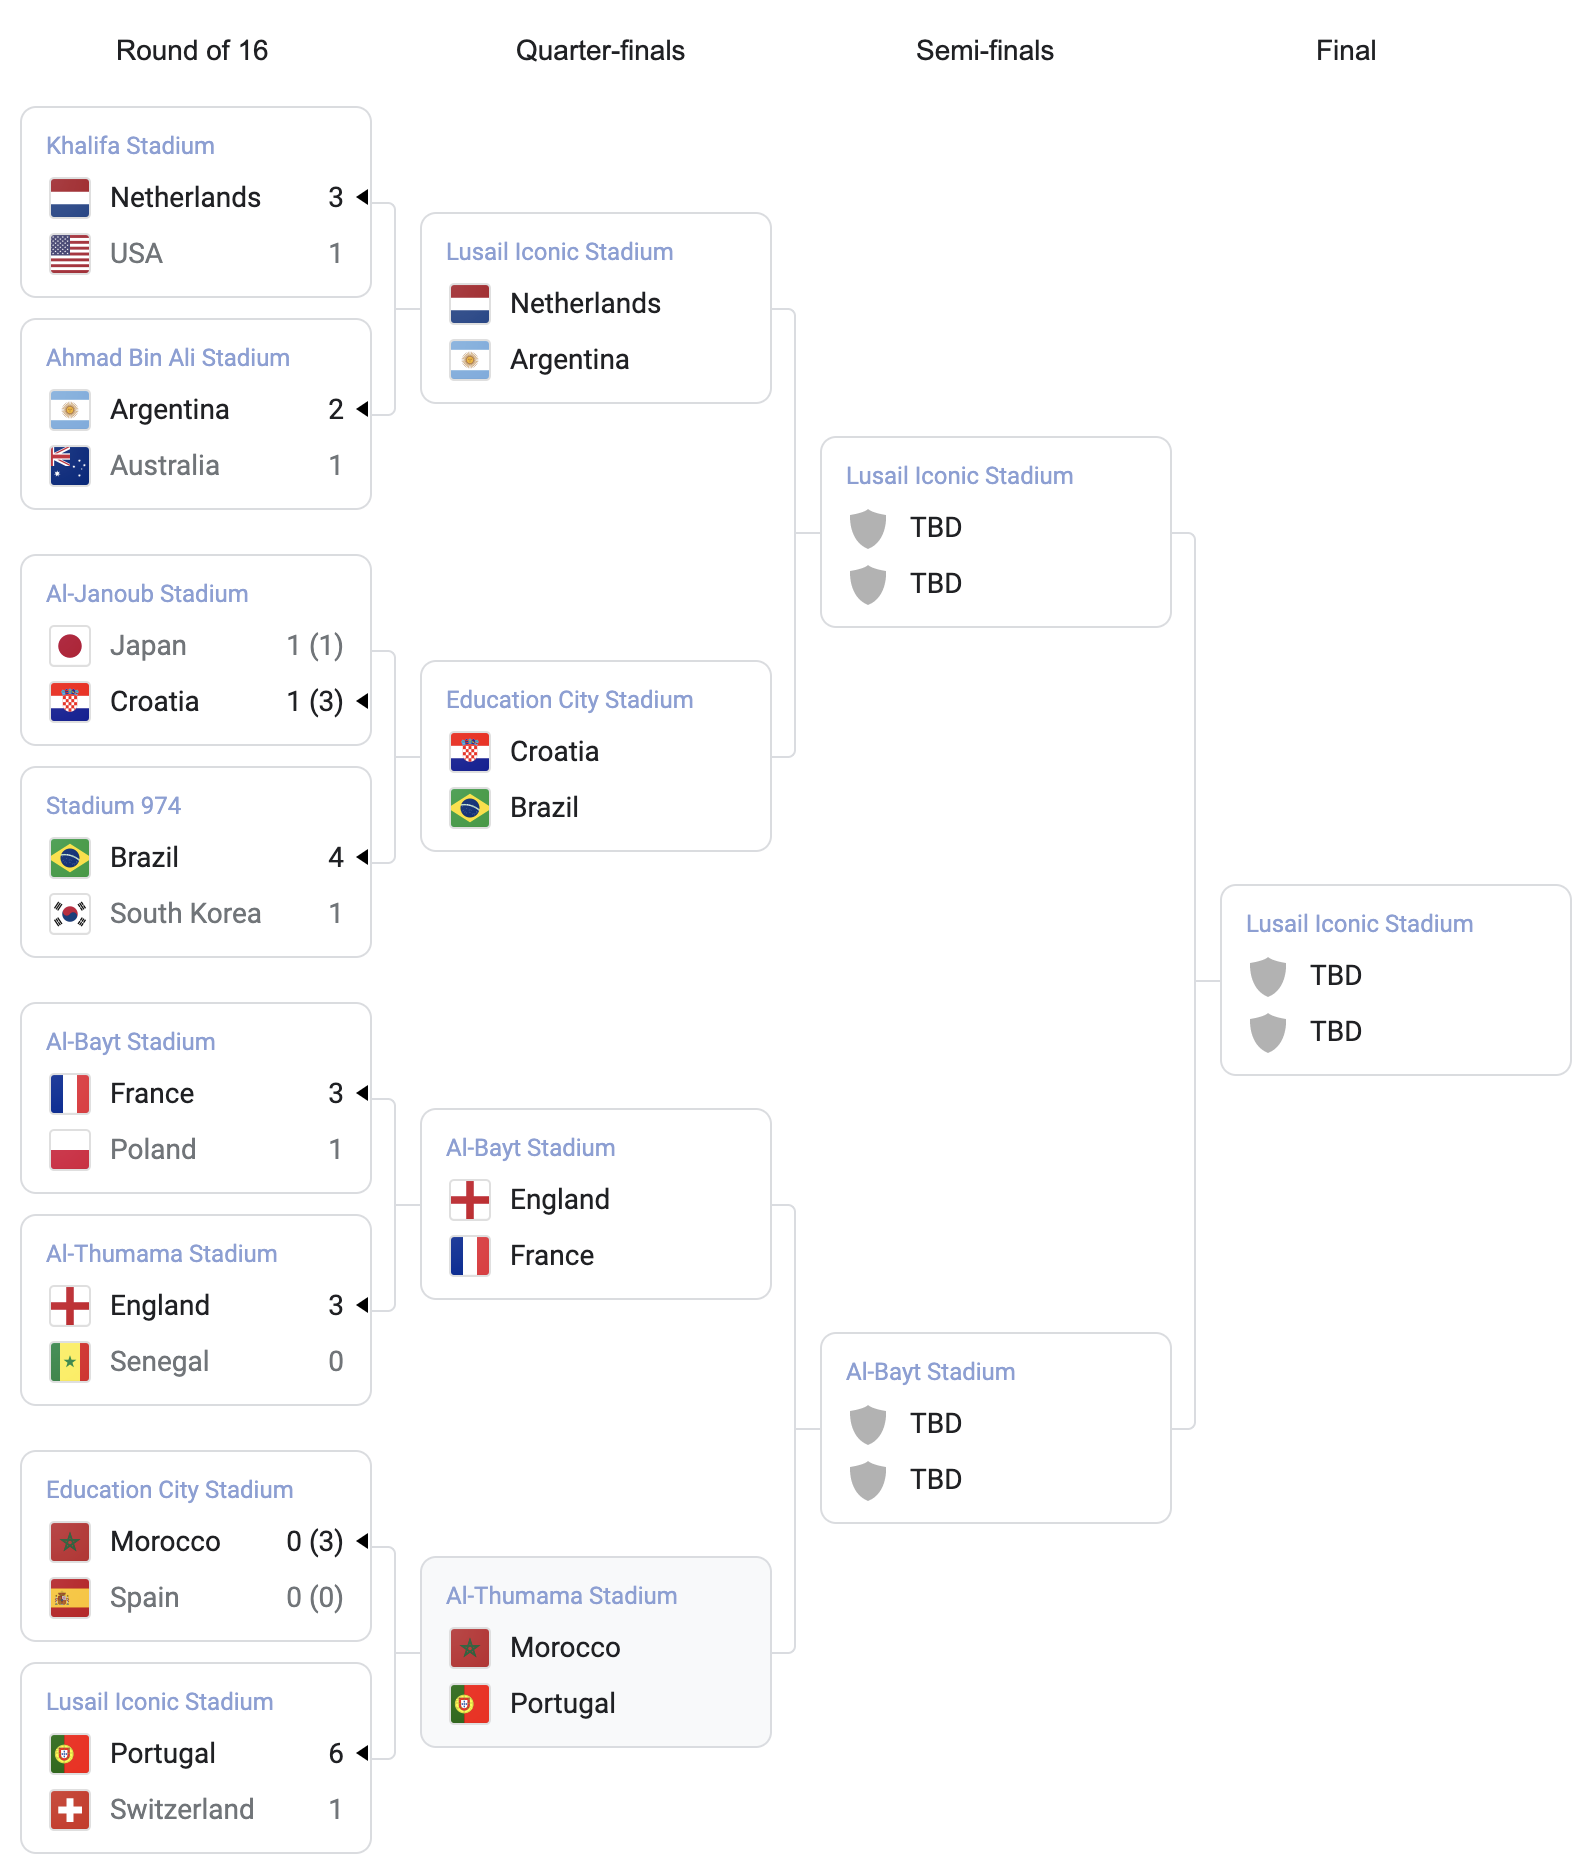 Round of 16
Quarter-finals
Semi-finals
Final
Khalifa Stadium
Netherlands 3
USA 1
Ahmad Bin Ali Stadium
Argentina 2
Australia 1
Al-Janoub Stadium
Japan 1 (1)
Croatia 1 (3)
Stadium 974
Brazil 4
South Korea 1
Al-Bayt Stadium
France 3
Poland 1
Al-Thumama Stadium
England 3
Senegal 0
Education City Stadium
Morocco 0 (3)
Spain 0 (0)
Lusail Iconic Stadium
Portugal 6
Switzerland 1
Lusail Iconic Stadium
Netherlands
Argentina
Education City Stadium
Croatia
Brazil
Al-Bayt Stadium
England
France
Al-Thumama Stadium
Morocco
Portugal
Lusail Iconic Stadium
TBD
TBD
Al-Bayt Stadium
TBD
TBD
Lusail Iconic Stadium
TBD
TBD